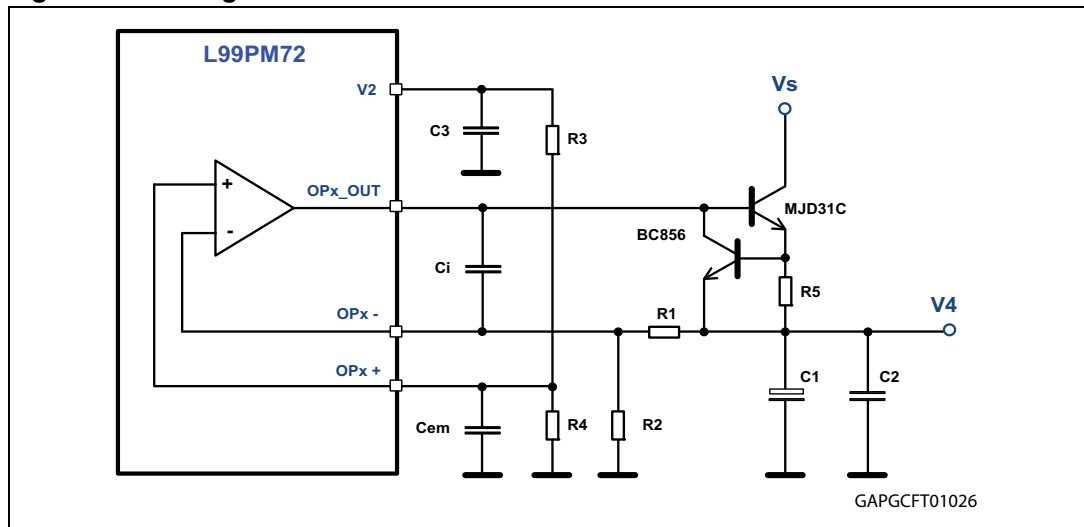 L99PM72
V2
Vs
C3
R3
OPx_OUT
MJD31C
BC856
Ci
R5
V4
R1
OPx -
OPx +
C1
C2
Cem
R4
R2
+
-
GAPGCFT01026